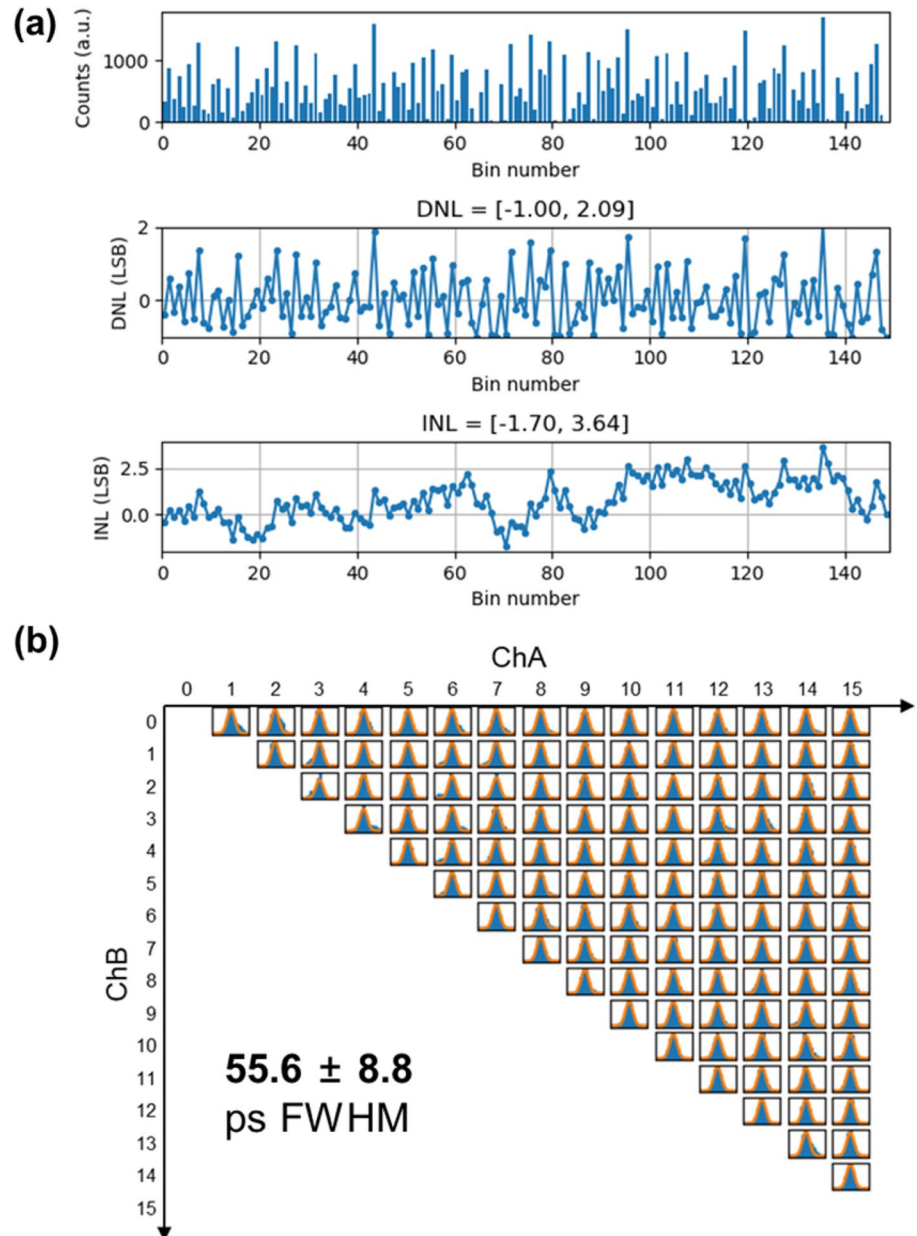 (a)
Counts (a.u.)
1000
0
0 20 40 60 80 100 120 140
Bin number
DNL = [-1.00, 2.09]
DNL (LSB)
2
0
0 20 40 60 80 100 120 140
Bin number
INL = [-1.70, 3.64]
INL (LSB)
2.5
0.0
0 20 40 60 80 100 120 140
Bin number
(b)
ChA
0 1 2 3 4 5 6 7 8 9 10 11 12 13 14 15
ChB
0
1
2
3
4
5
6
7
8
9
10
11
12
13
14
15
55.6 ± 8.8
ps FWHM